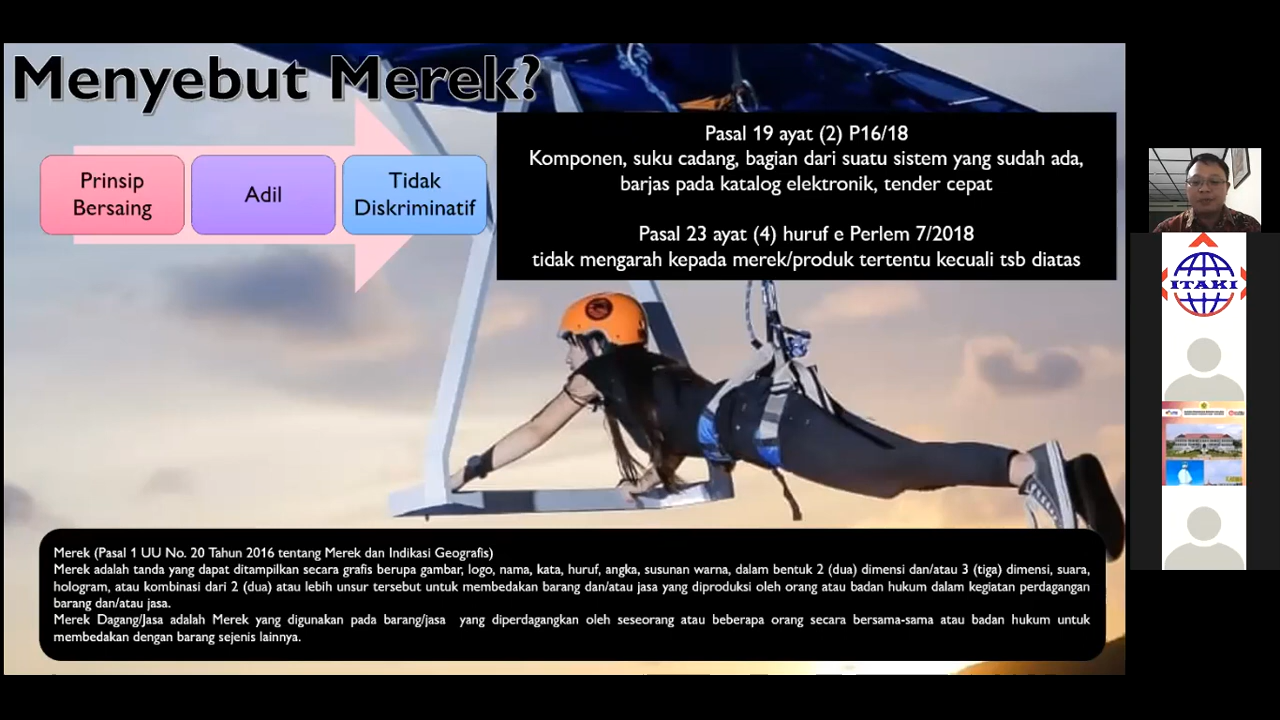 Menyebut Merek?
Prinsip
Bersaing
Adil
Tidak
Diskriminatif
Pasal 19 ayat (2) P16/18
Komponen, suku cadang, bagian dari suatu sistem yang sudah ada,
barjas pada katalog elektronik, tender cepat
Pasal 23 ayat (4) huruf e Perlem 7/2018
tidak mengarah kepada merek/produk tertentu kecuali tsb diatas
ITAKI
Merek (Pasal 1 UU No. 20 Tahun 2016 tentang Merek dan Indikasi Geografis)
Merek adalah tanda yang dapat ditampilkan secara grafis berupa gambar, logo, nama, kata, huruf, angka, susunan warna, dalam bentuk 2 (dua) dimensi dan/atau 3 (tiga) dimensi, suara,
hologram, atau kombinasi dari 2 (dua) atau lebih unsur tersebut untuk membedakan barang dan/atau jasa yang diproduksi oleh orang atau badan hukum dalam kegiatan perdagangan
barang dan/atau jasa.
Merek Dagang/Jasa adalah Merek yang digunakan pada barang/jasa yang diperdagangkan oleh seseorang atau beberapa orang secara bersama-sama atau badan hukum untuk
membedakan dengan barang sejenis lainnya.